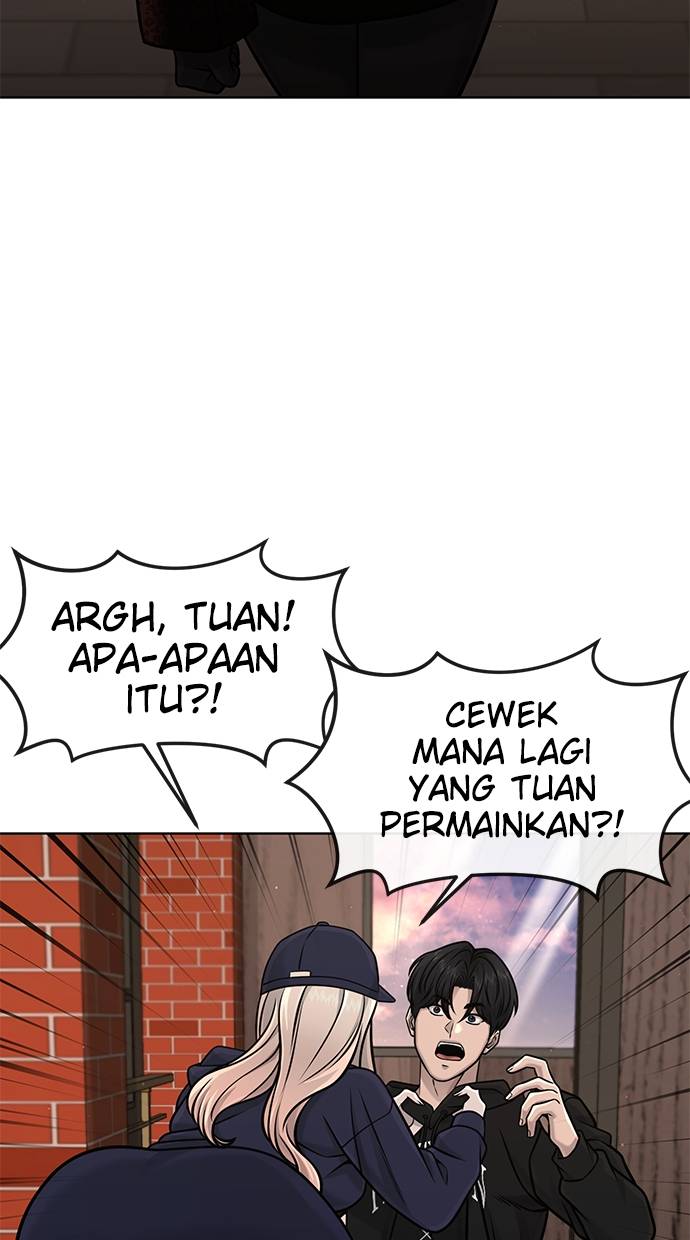 ARGH, TUAN!
APA-APAAN
ITU?!
CEWEK
MANA LAGI
YANG TUAN
PERMAINKAN?!